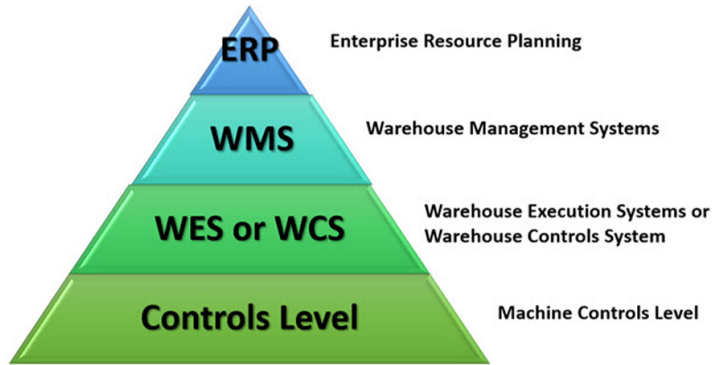 ERP
Enterprise Resource Planning
WMS
Warehouse Management Systems
WES or WCS
Warehouse Execution Systems or
Warehouse Controls System
Controls Level
Machine Controls Level